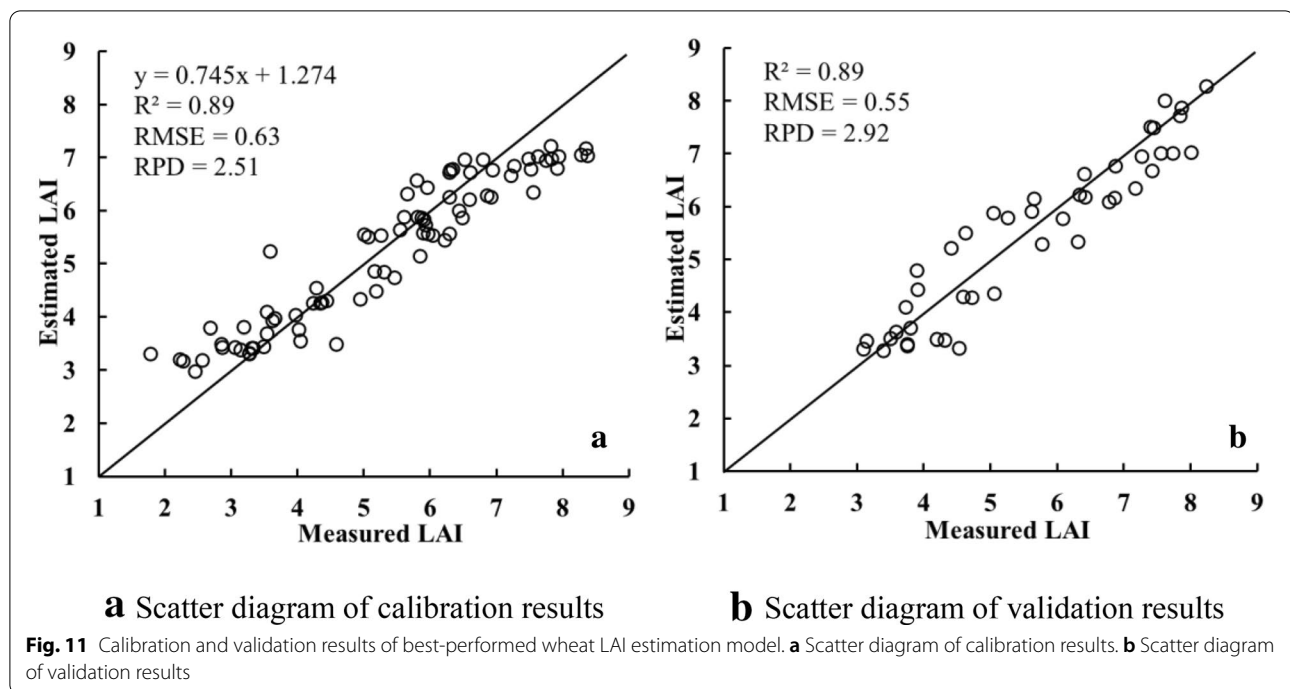 9
8
7
6
5
4
3
2
1
Estimated LAI
y = 0.745x + 1.274
R² = 0.89
RMSE = 0.63
RPD = 2.51
a
1 2 3 4 5 6 7 8 9
Measured LAI
9
8
7
6
5
4
3
2
1
Estimated LAI
R² = 0.89
RMSE = 0.55
RPD = 2.92
b
1 2 3 4 5 6 7 8 9
Measured LAI
a Scatter diagram of calibration results
b Scatter diagram of validation results
Fig. 11 Calibration and validation results of best-performed wheat LAI estimation model. a Scatter diagram of calibration results. b Scatter diagram
of validation results